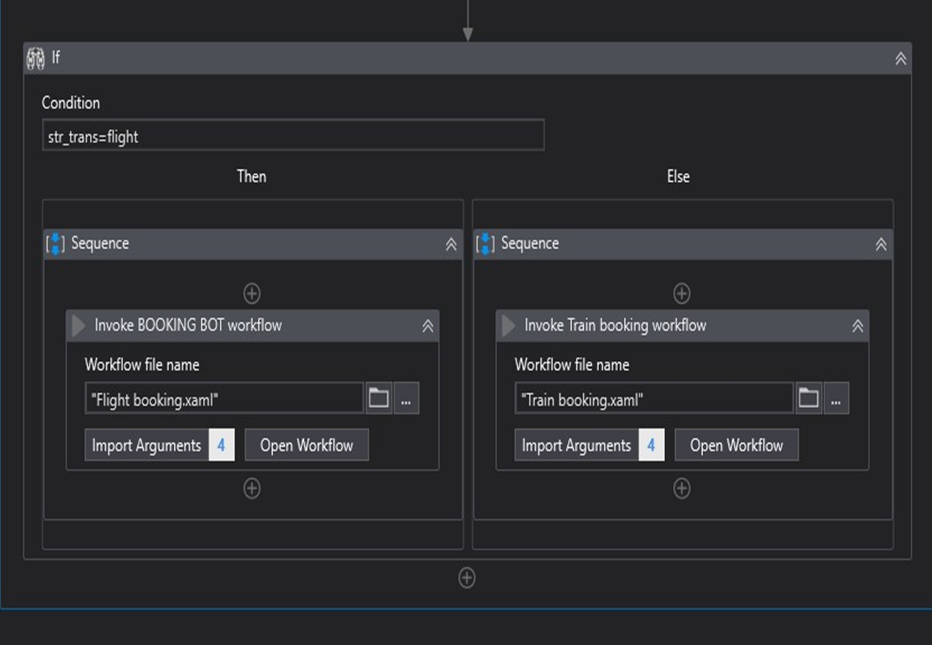 If
Condition
str_trans=flight
Then
Else
Sequence
Sequence
Invoke BOOKING BOT workflow
Invoke Train booking workflow
Workflow file name
Workflow file name
"Flight booking.xaml"
...
"Train booking.xaml"
...
Import Arguments 4
Open Workflow
Import Arguments 4
Open Workflow